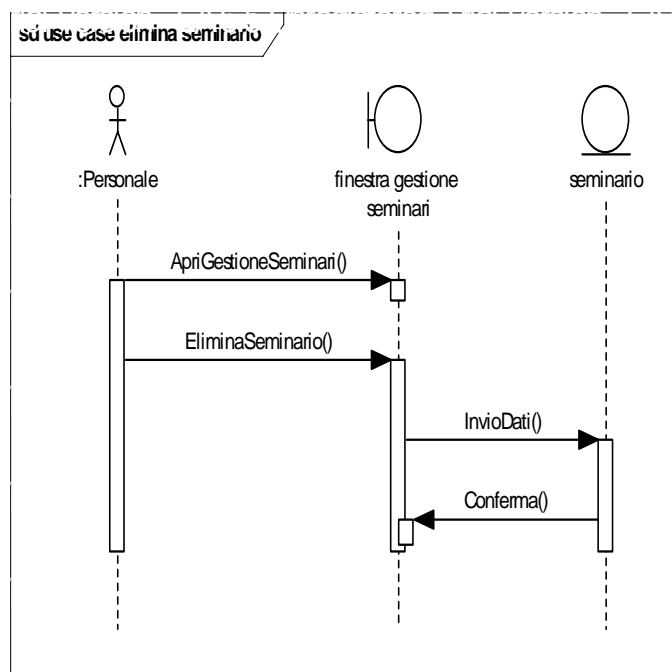 sd use case elimina seminario
:Personale
finestra gestione
seminari
seminario
ApriGestioneSeminari()
EliminaSeminario()
InvioDati()
Conferma()